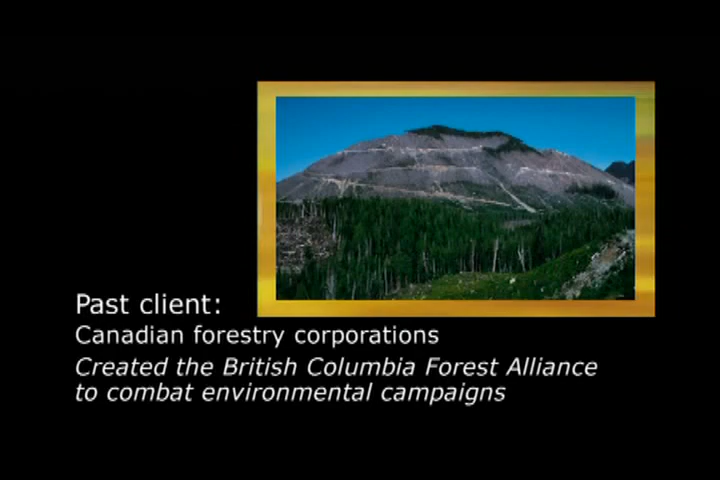 Past client:
Canadian forestry corporations
Created the British Columbia Forest Alliance
to combat environmental campaigns